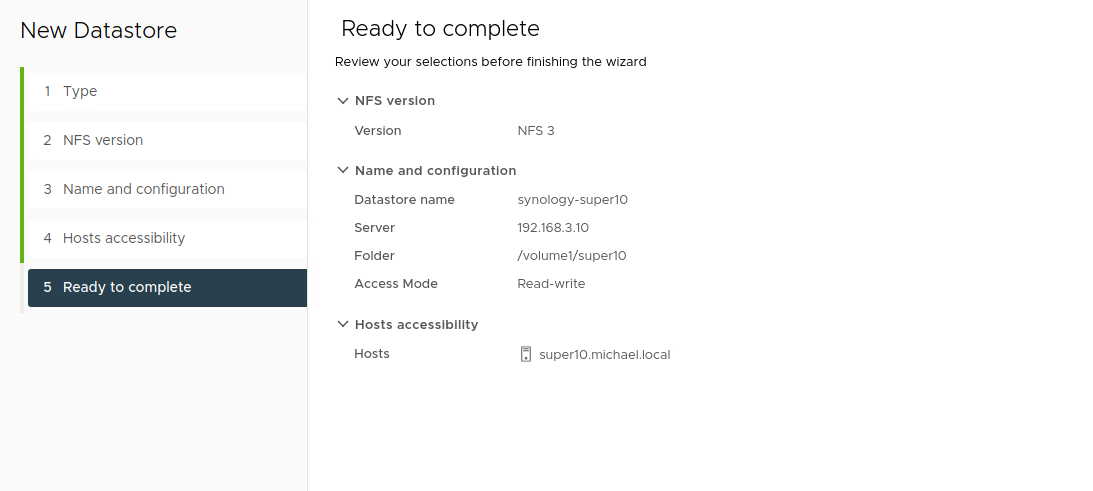 New Datastore
1 Type
2 NFS version
3 Name and configuration
4 Hosts accessibility
5 Ready to complete
Ready to complete
Review your selections before finishing the wizard
NFS version
Version NFS 3
Name and configuration
Datastore name synology-super10
Server 192.168.3.10
Folder /volume1/super10
Access Mode Read-write
Hosts accessibility
Hosts super10.michael.local